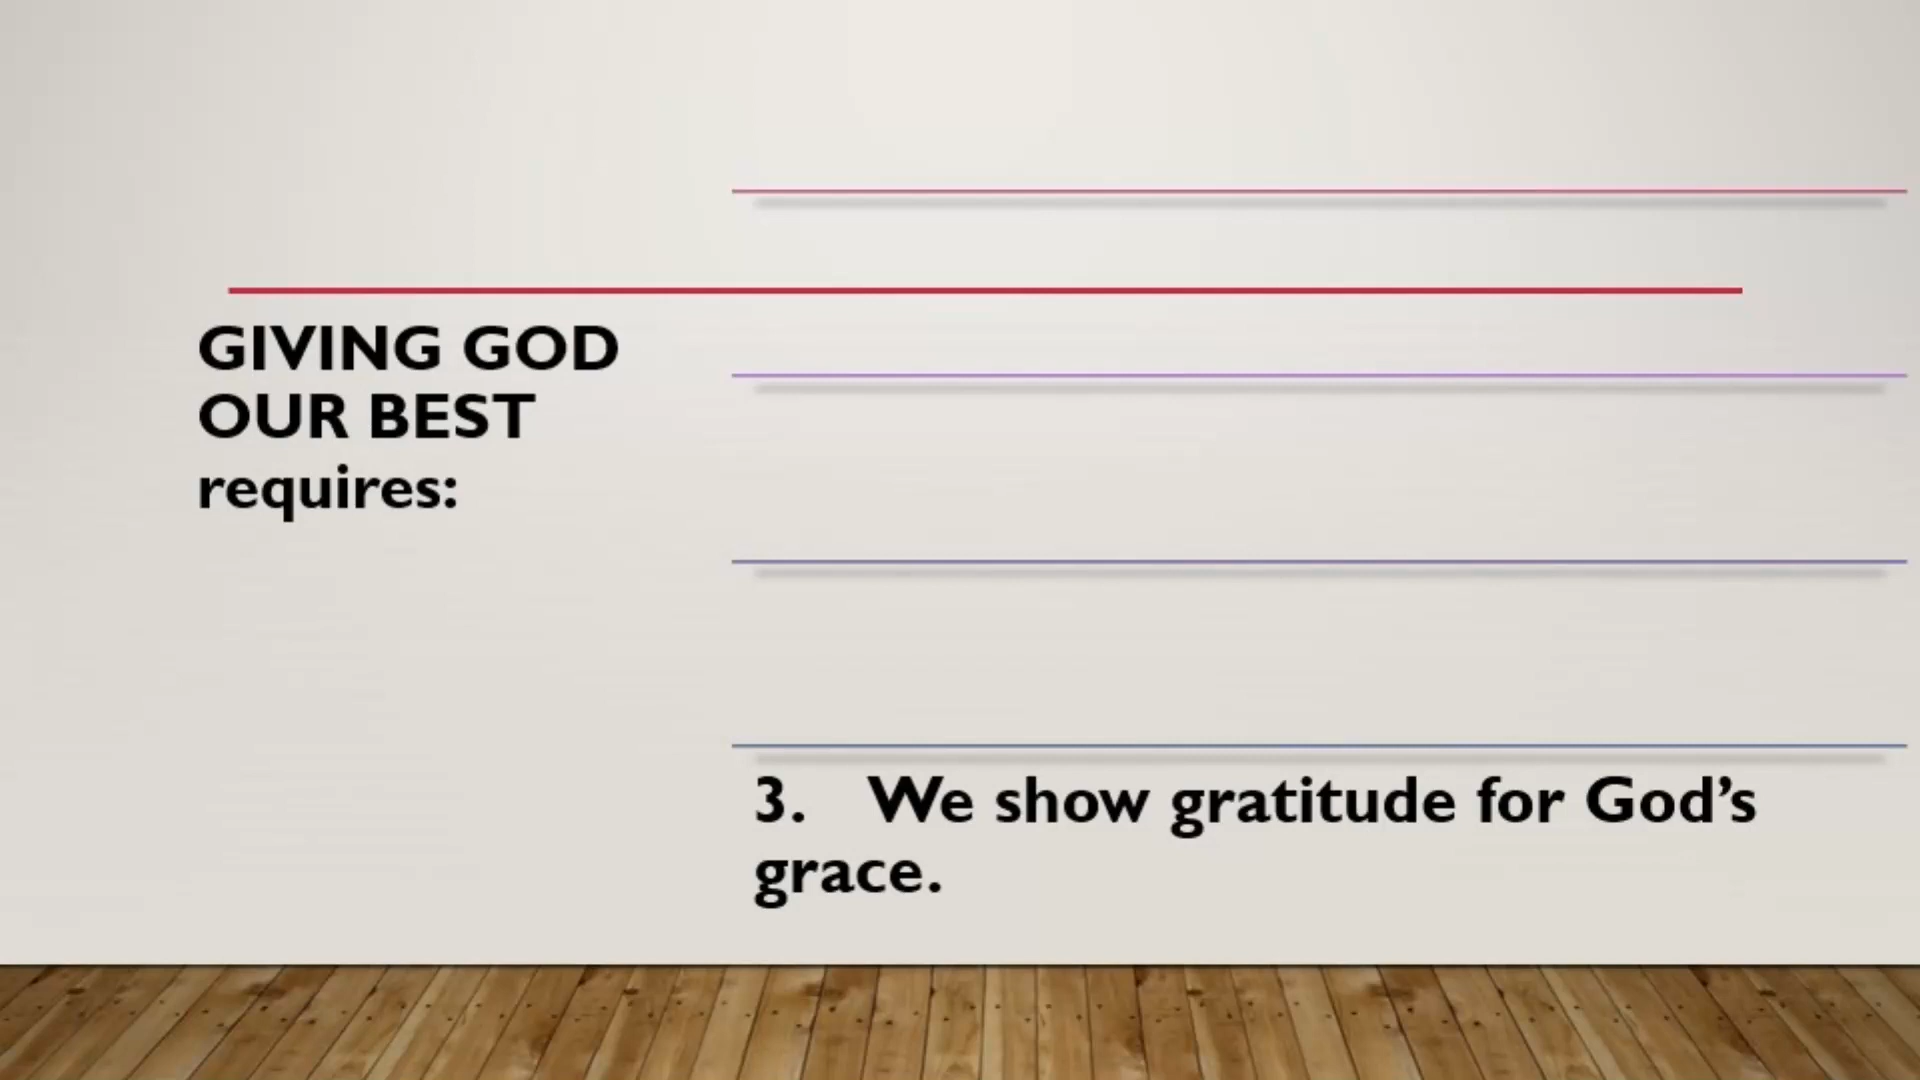 GIVING GOD
OUR BEST
requires:
3. We show gratitude for God’s
grace.